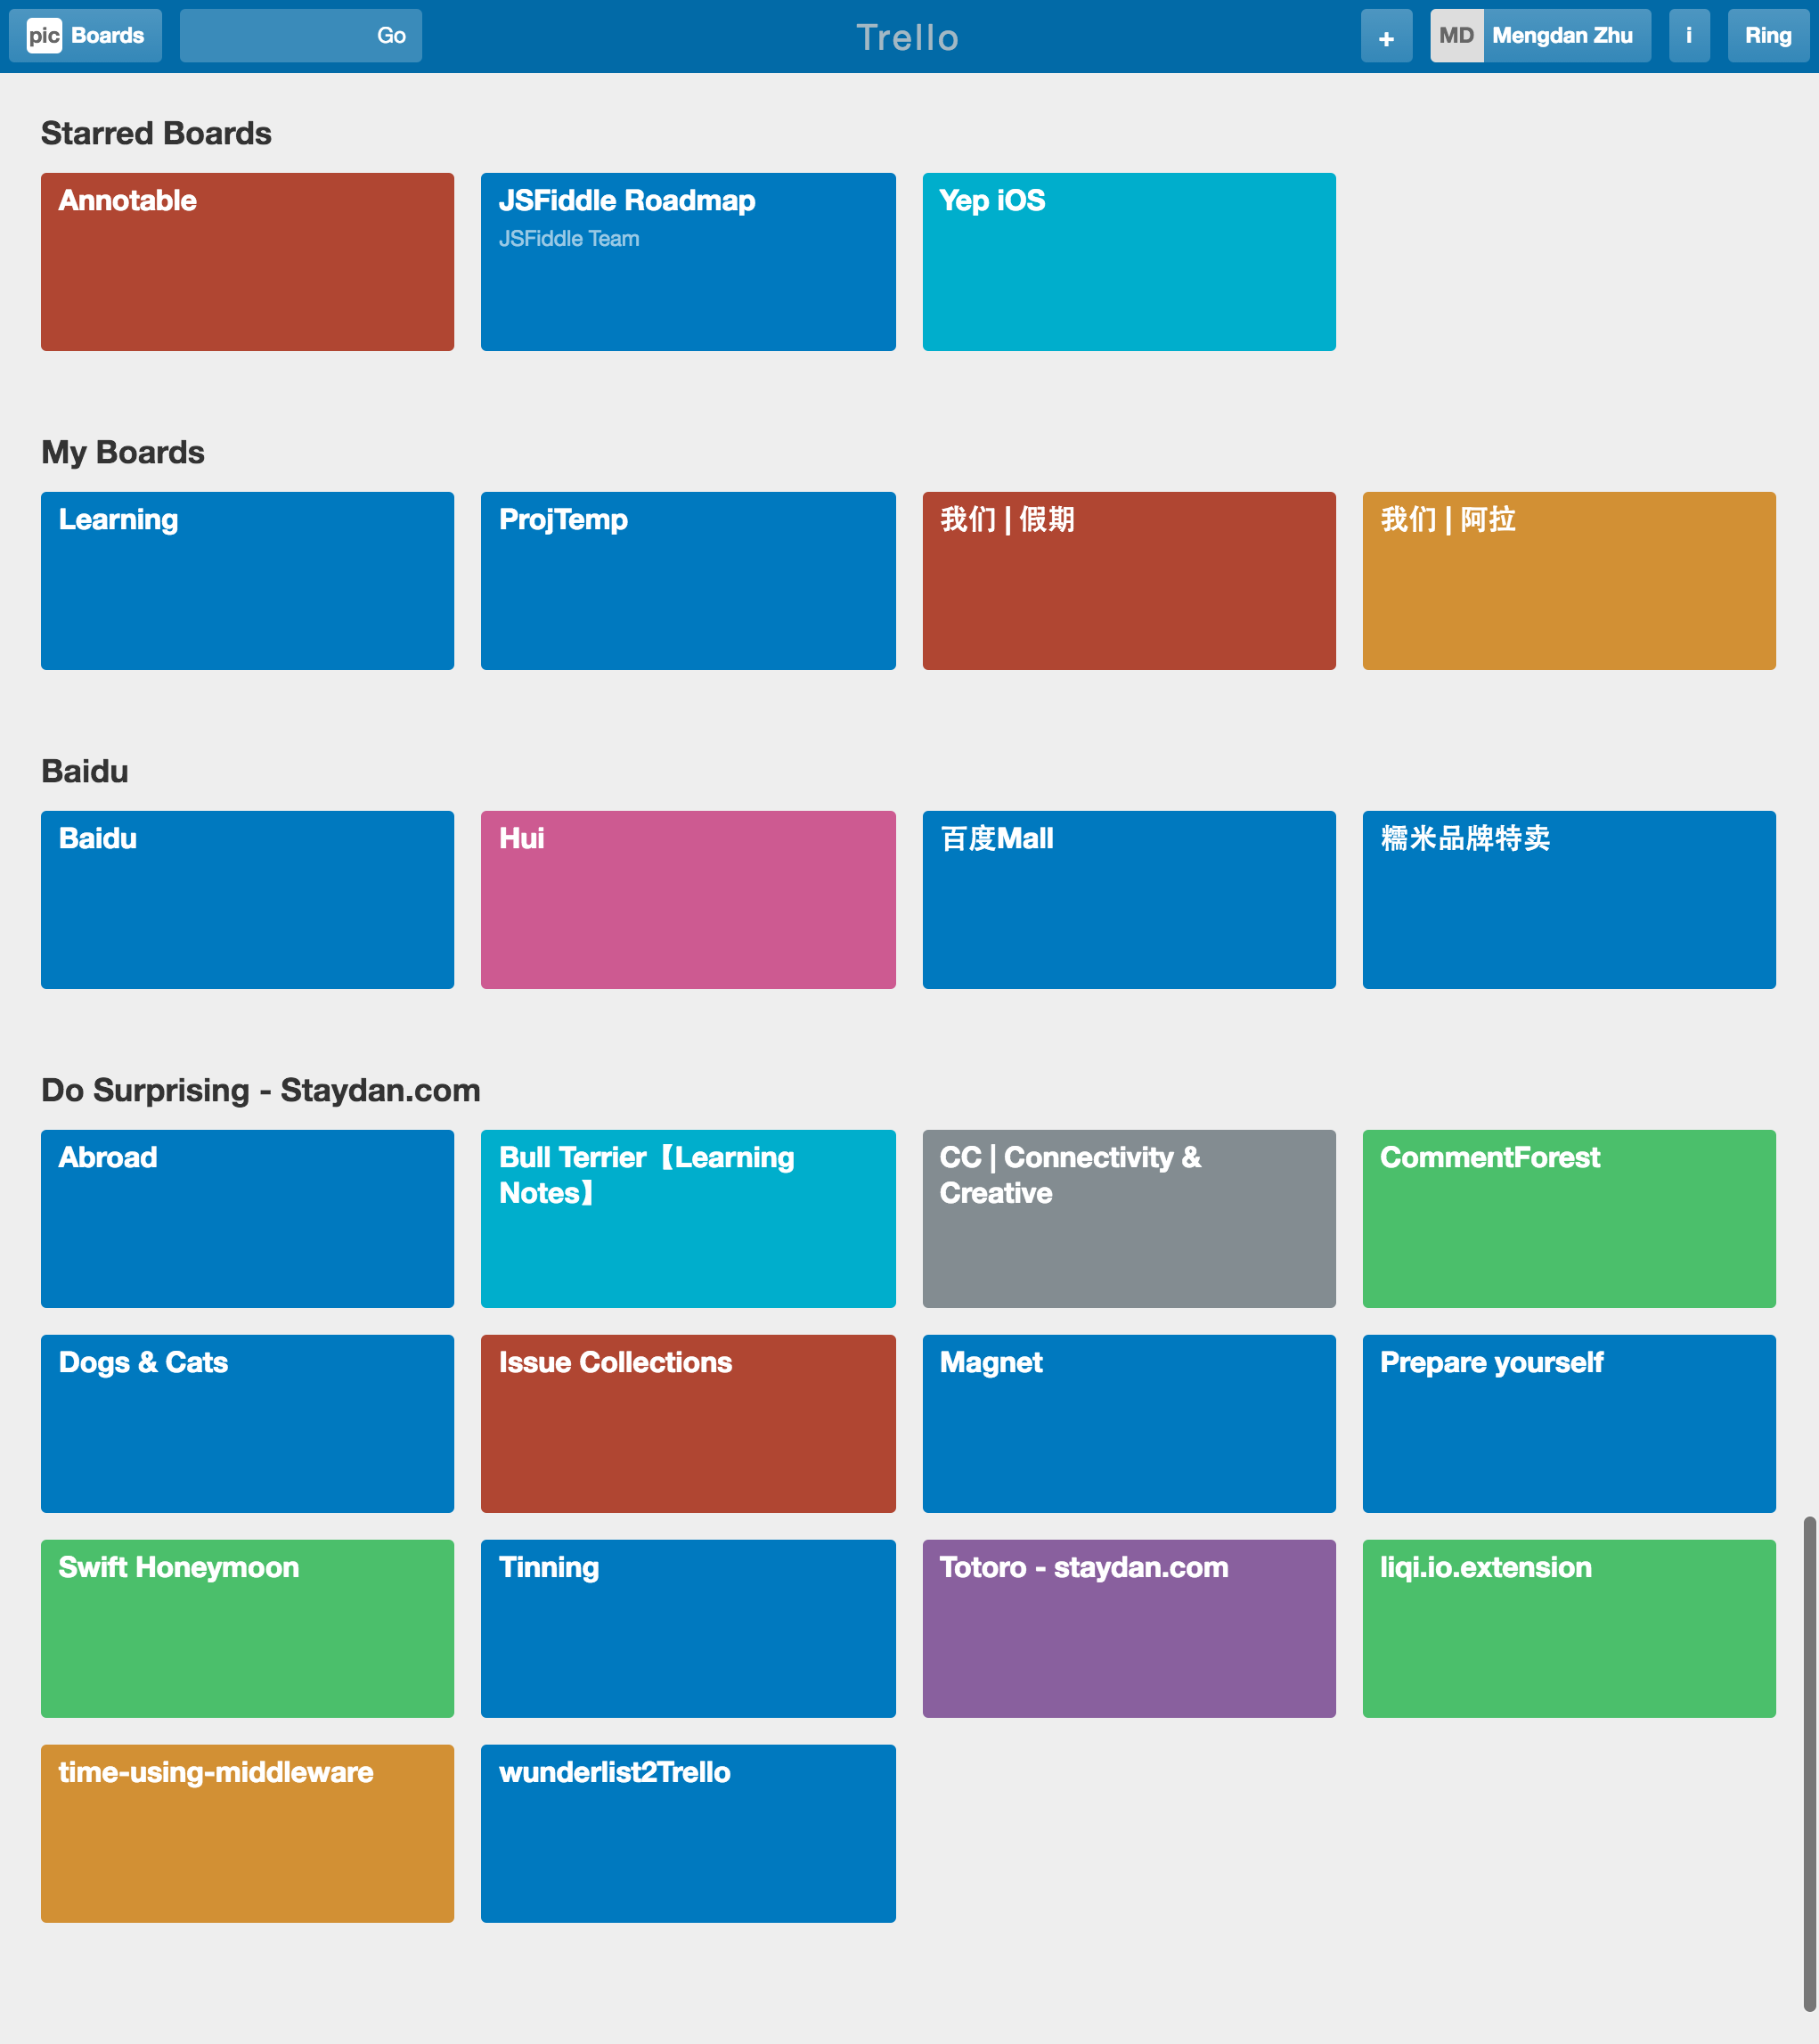 pic Boards
Go
Trello
+
MD Mengdan Zhu
i
Ring
Starred Boards
Annotable
JSFiddle Roadmap
JSFiddle Team
Yep iOS
My Boards
Learning
ProjTemp
我们 | 假期
我们 | 阿拉
Baidu
Baidu
Hui
百度Mall
糯米品牌特卖
Do Surprising - Staydan.com
Abroad
Bull Terrier【Learning
Notes】
CC | Connectivity &
Creative
CommentForest
Dogs & Cats
Issue Collections
Magnet
Prepare yourself
Swift Honeymoon
Tinning
Totoro - staydan.com
liqi.io.extension
time-using-middleware
wunderlist2Trello